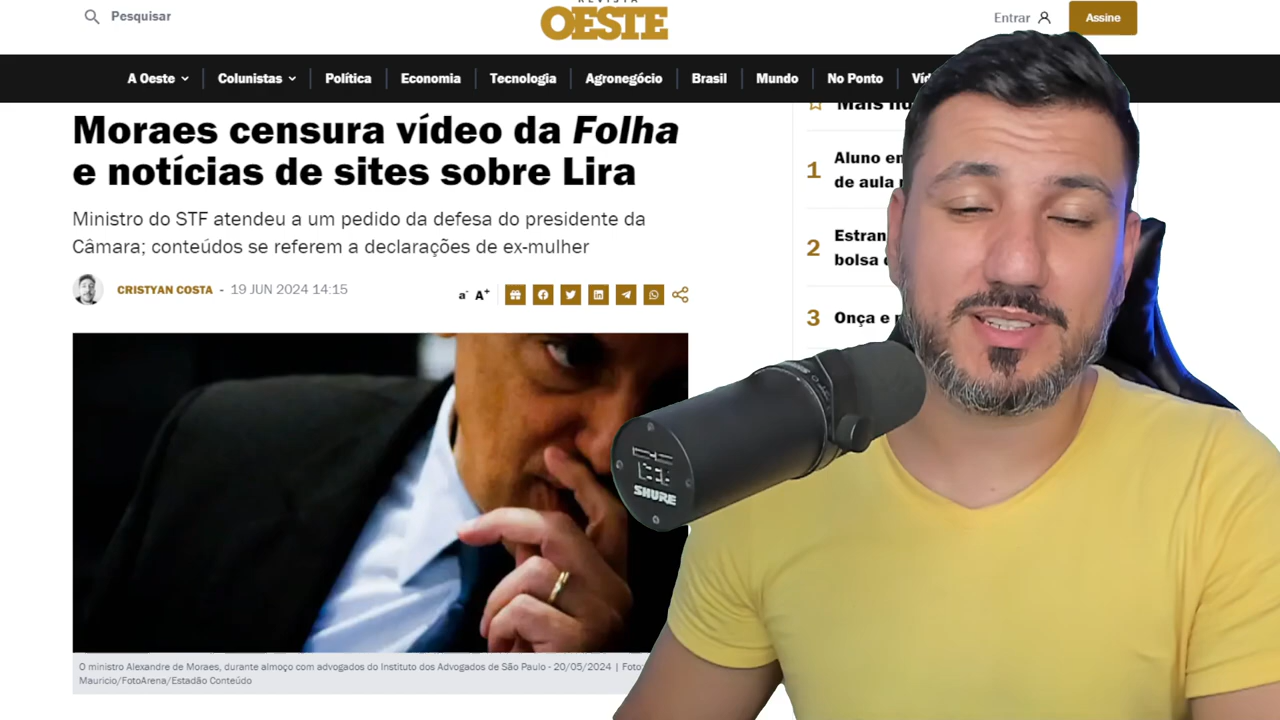 REVISTA
Pesquisar
OESTE
Entrar
Assine
A Oeste
Colunistas
Política
Economia
Tecnologia
Agronegócio
Brasil
Mundo
No Ponto
Moraes censura vídeo da Folha
e notícias de sites sobre Lira
Ministro do STF atendeu a um pedido da defesa do presidente da
Câmara; conteúdos se referem a declarações de ex-mulher
CRISTYAN COSTA - 19 JUN 2024 14:15
a- A+
O ministro Alexandre de Moraes, durante almoço com advogados do Instituto dos Advogados de São Paulo - 20/05/2024 | Foto:
Mauricio/FotoArena/Estadão Conteúdo
Mais
1
Aluno
de aula
2
bolsa
3
Onça e
SHURE